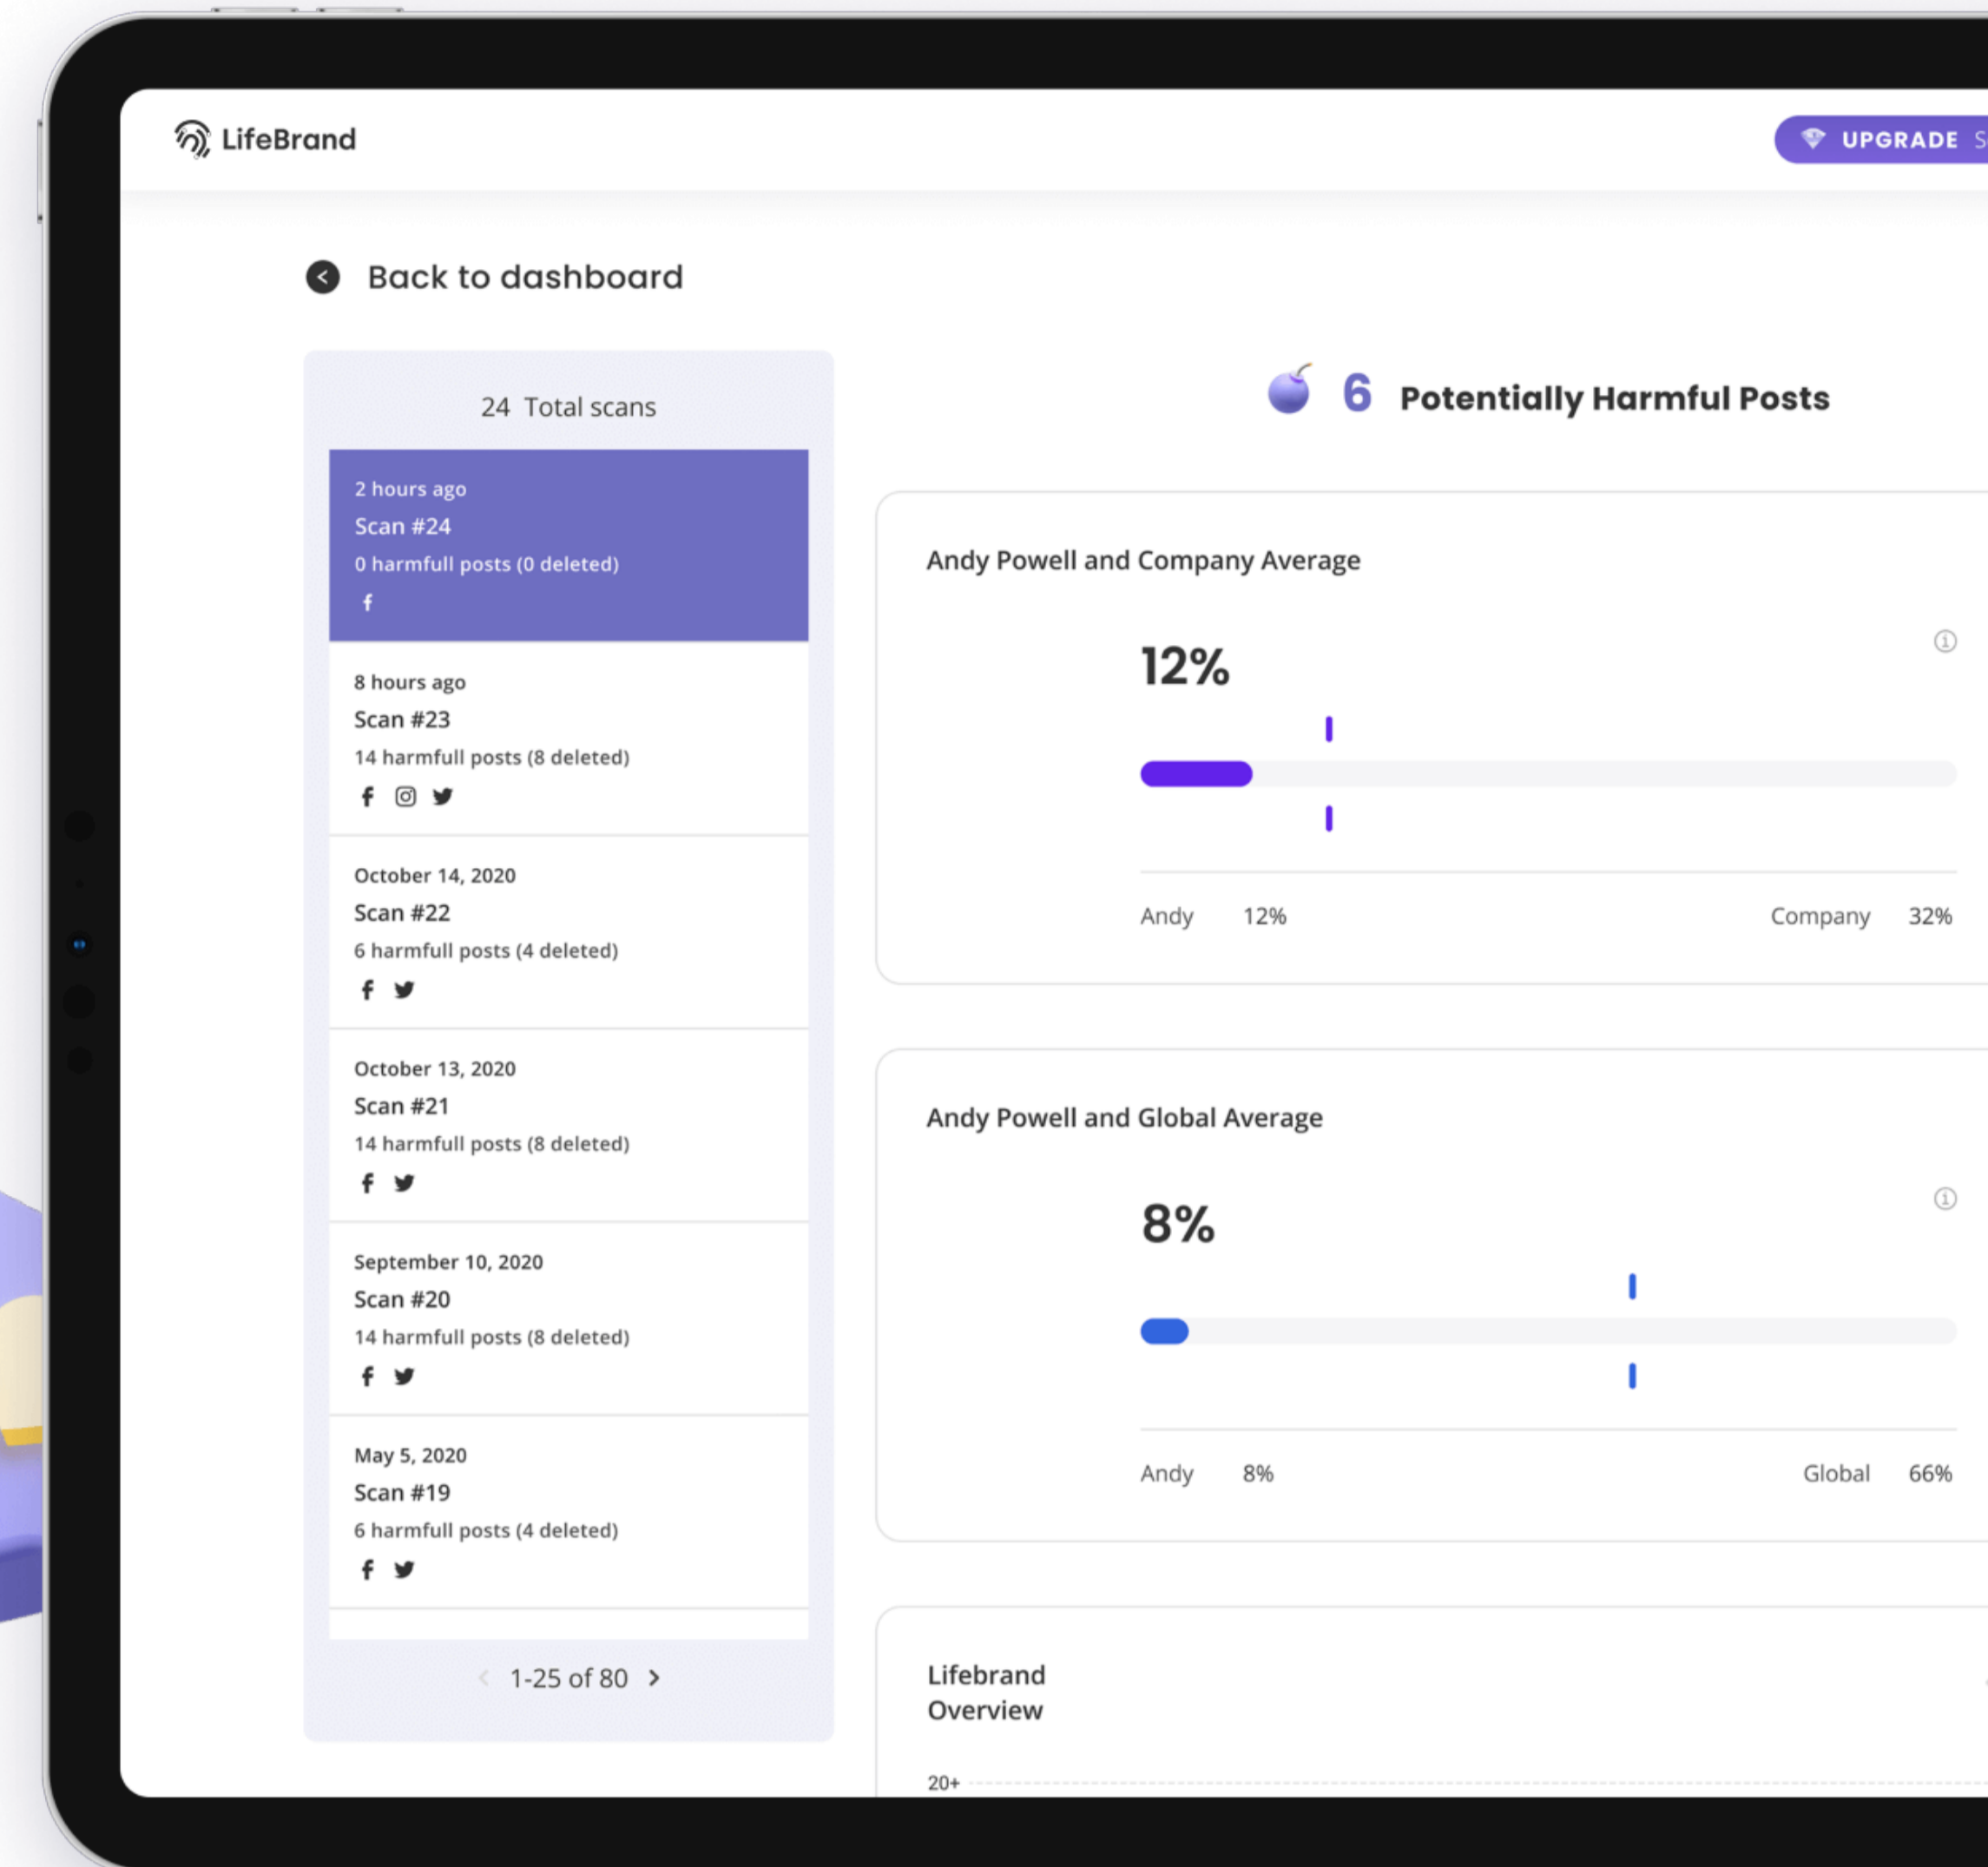 LifeBrand
UPGRADE
Back to dashboard
24 Total scans
2 hours ago
Scan #24
0 harmfull posts (0 deleted)
8 hours ago
Scan #23
14 harmfull posts (8 deleted)
October 14, 2020
Scan #22
6 harmfull posts (4 deleted)
October 13, 2020
Scan #21
14 harmfull posts (8 deleted)
September 10, 2020
Scan #20
14 harmfull posts (8 deleted)
May 5, 2020
Scan #19
6 harmfull posts (4 deleted)
1-25 of 80
6 Potentially Harmful Posts
Andy Powell and Company Average
12%
Andy 12% Company 32%
Andy Powell and Global Average
8%
Andy 8% Global 66%
Lifebrand
Overview
20+